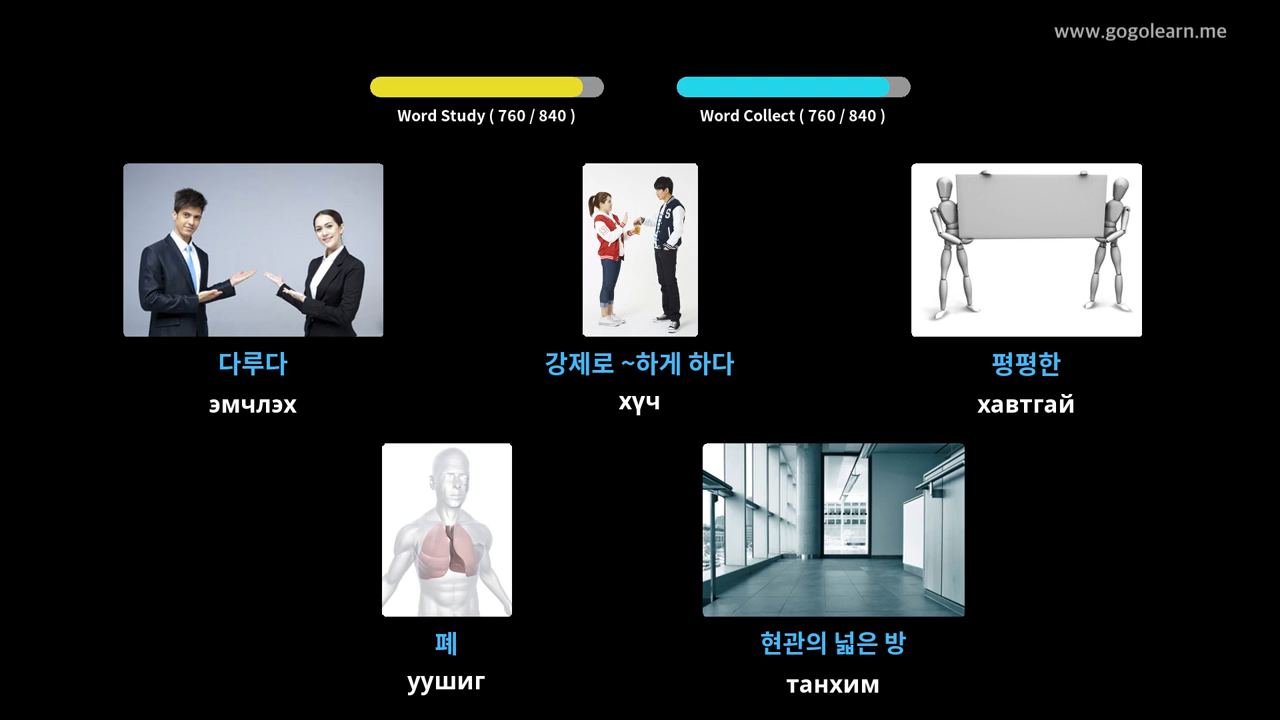 www.gogolearn.me
Word Study ( 760 / 840 )
Word Collect ( 760 / 840 )
다루다
эмчлэх
강제로 ~하게 하다
хүч
평평한
хавтгай
폐
уушиг
현관의 넓은 방
танхим